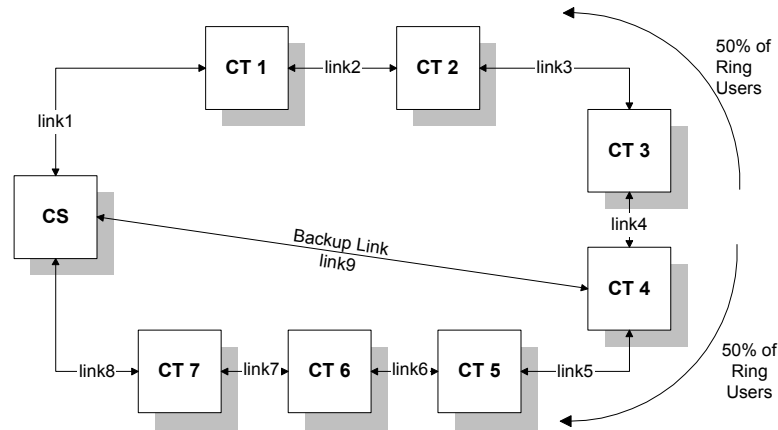 CT 1
link2
CT 2
link3
50% of
Ring
Users
link1
CT 3
CS
link4
Backup Link
link9
CT 4
CT 7
link8
link7
CT 6
link6
CT 5
link5
50% of
Ring
Users